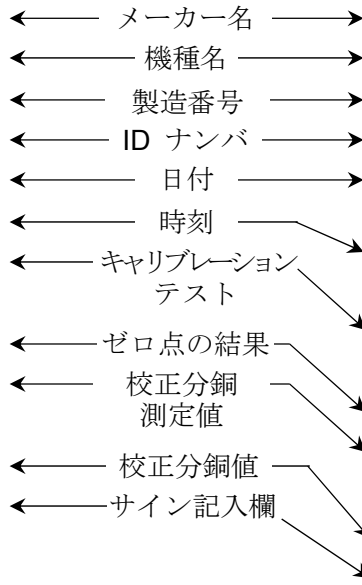 メーカー名
機種名
製造番号
ID ナンバ
日付
時刻
キャリブレーション
テスト
ゼロ点の結果
校正分銅
測定値
校正分銅値
サイン記入欄